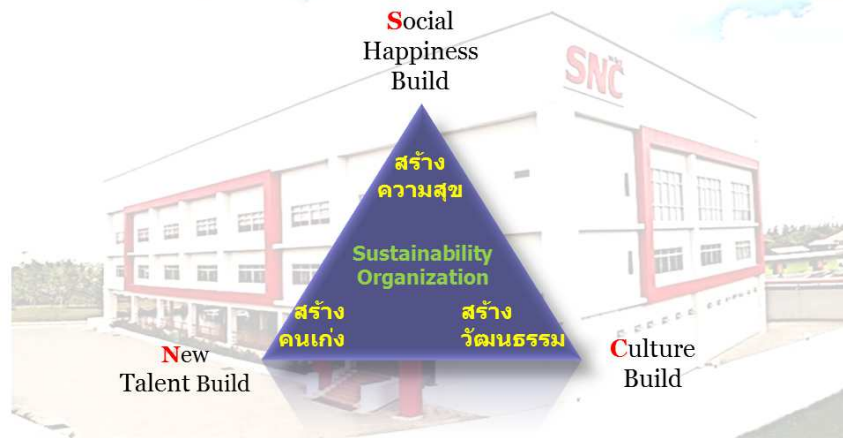 Social
Happiness
Build
SNC
สร้าง
ความสุข
Sustainability
Organization
สร้าง
คนเก่ง
สร้าง
วัฒนธรรม
New
Talent Build
Culture
Build